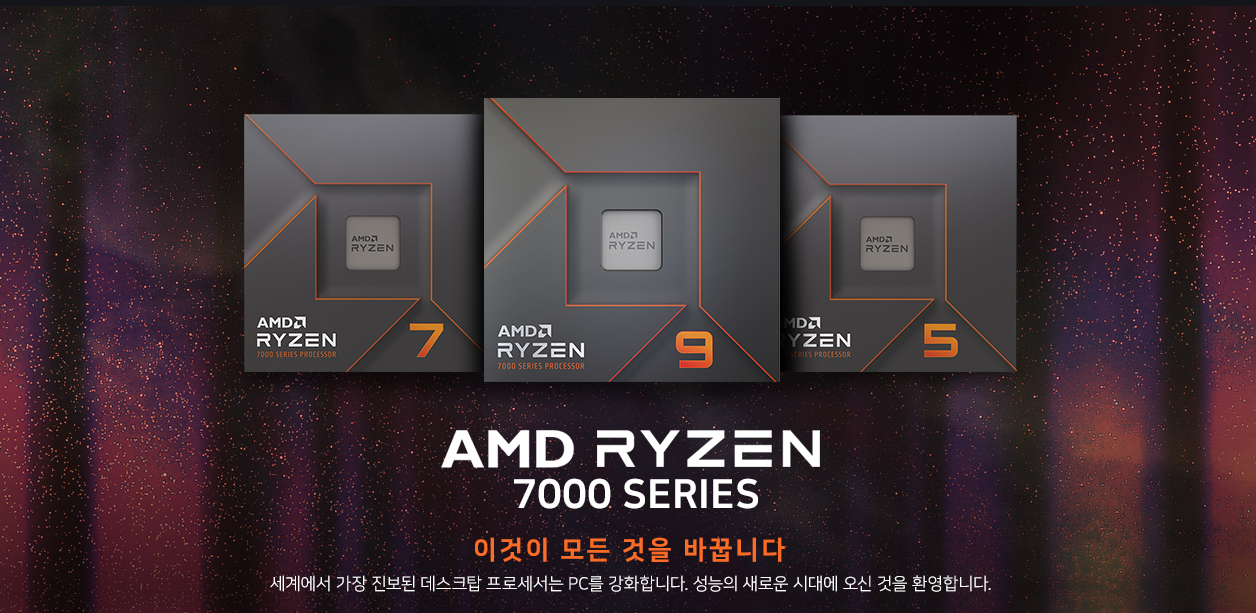 AMD
RYZEN
AMD
RYZEN
7000 SERIES PROCESSOR
7
AMD
RYZEN
AMD
RYZEN
7000 SERIES PROCESSOR
9
AMD
RYZEN
AMD
RYZEN
SERIES PROCESSOR
5
AMD RYZEN
7000 SERIES
이것이 모든 것을 바꿉니다
세계에서 가장 진보된 데스크탑 프로세서는 PC를 강화합니다. 성능의 새로운 시대에 오신 것을 환영합니다.